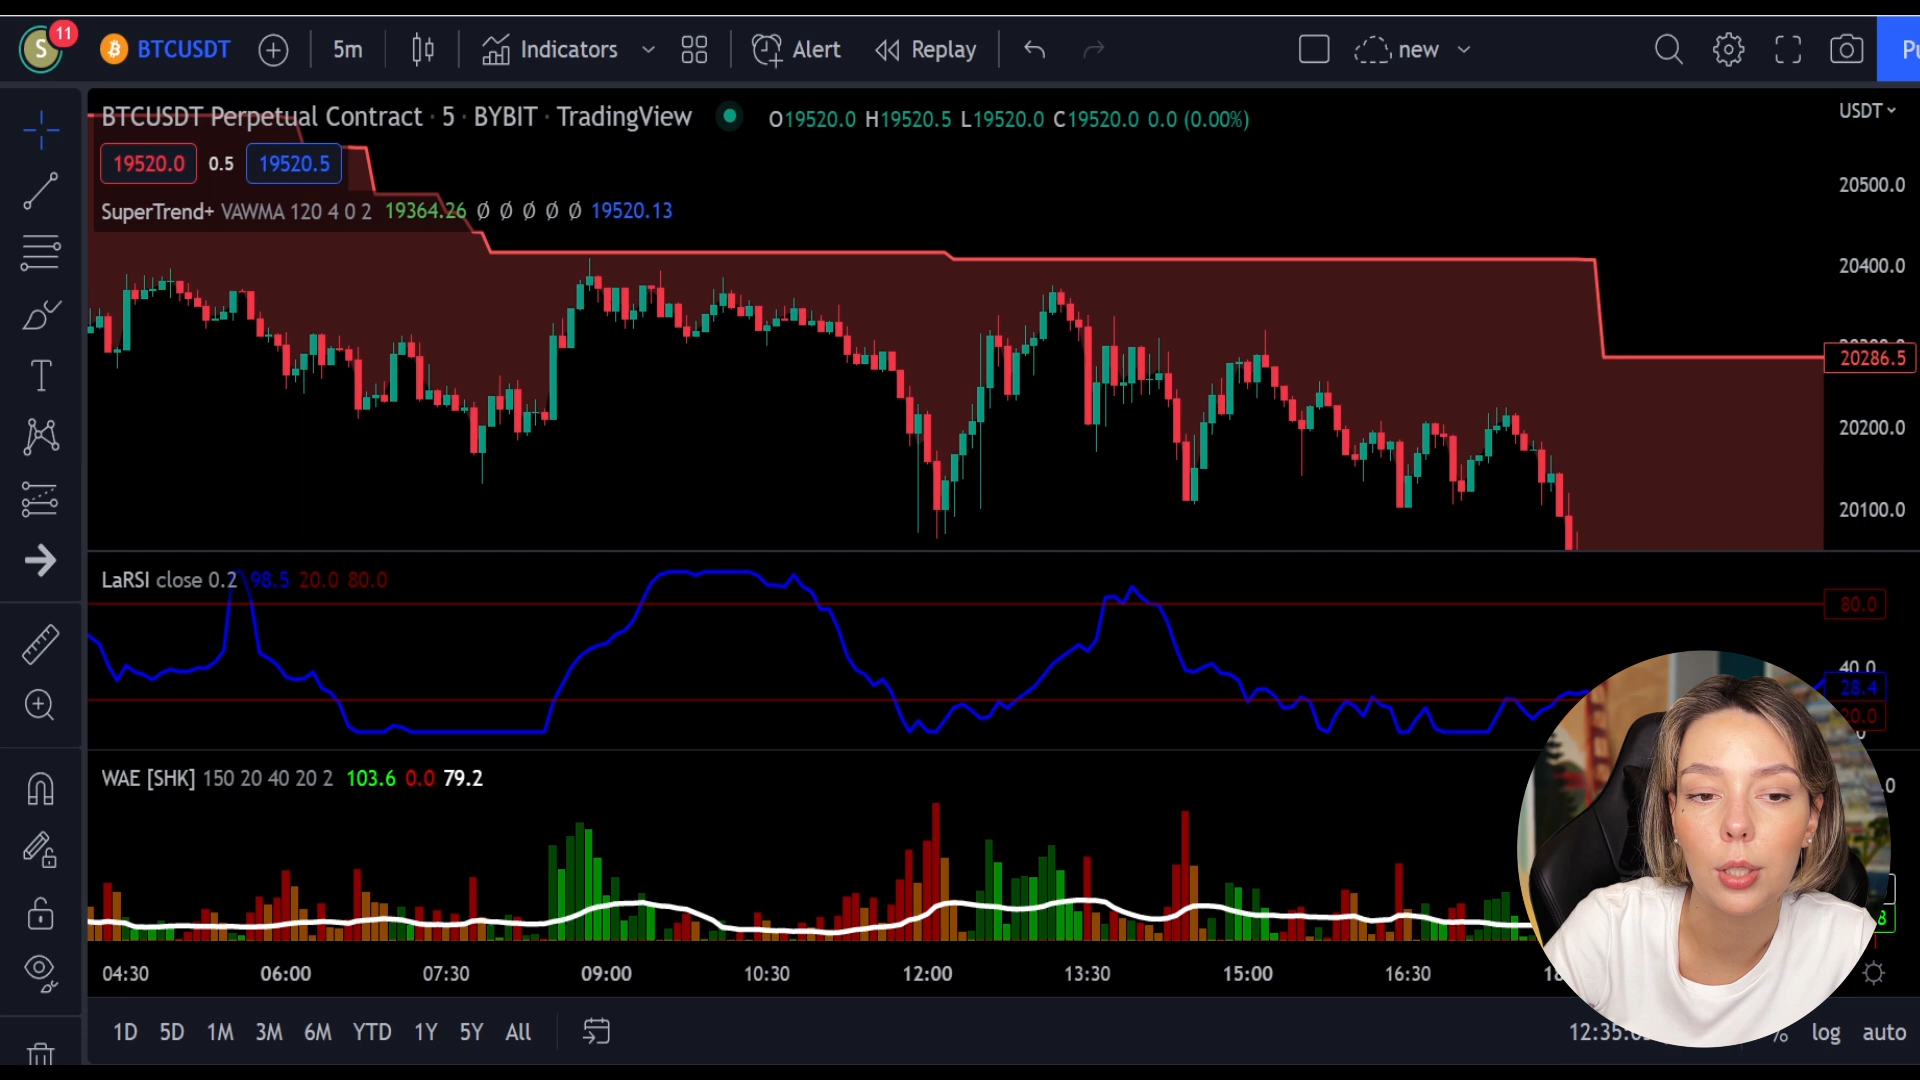 S 11 BTCUSDT 5m Indicators Alert Replay new Pu
BTCUSDT Perpetual Contract · 5 · BYBIT · TradingView O19520.0 H19520.5 L19520.0 C19520.0 0.0 (0.00%)
USDT
19520.0 0.5 19520.5
SuperTrend+ VAWMA 120 4 0 2 19364.26 Ø Ø Ø Ø Ø 19520.13
20500.0
20400.0
20286.5
20200.0
20100.0
LaRSI close 0.2 98.5 20.0 80.0
80.0
40.0
28.4
WAE [SHK] 150 20 40 20 2 103.6 0.0 79.2
04:30 06:00 07:30 09:00 10:30 12:00 13:30 15:00 16:30
1D 5D 1M 3M 6M YTD 1Y 5Y All
% log auto